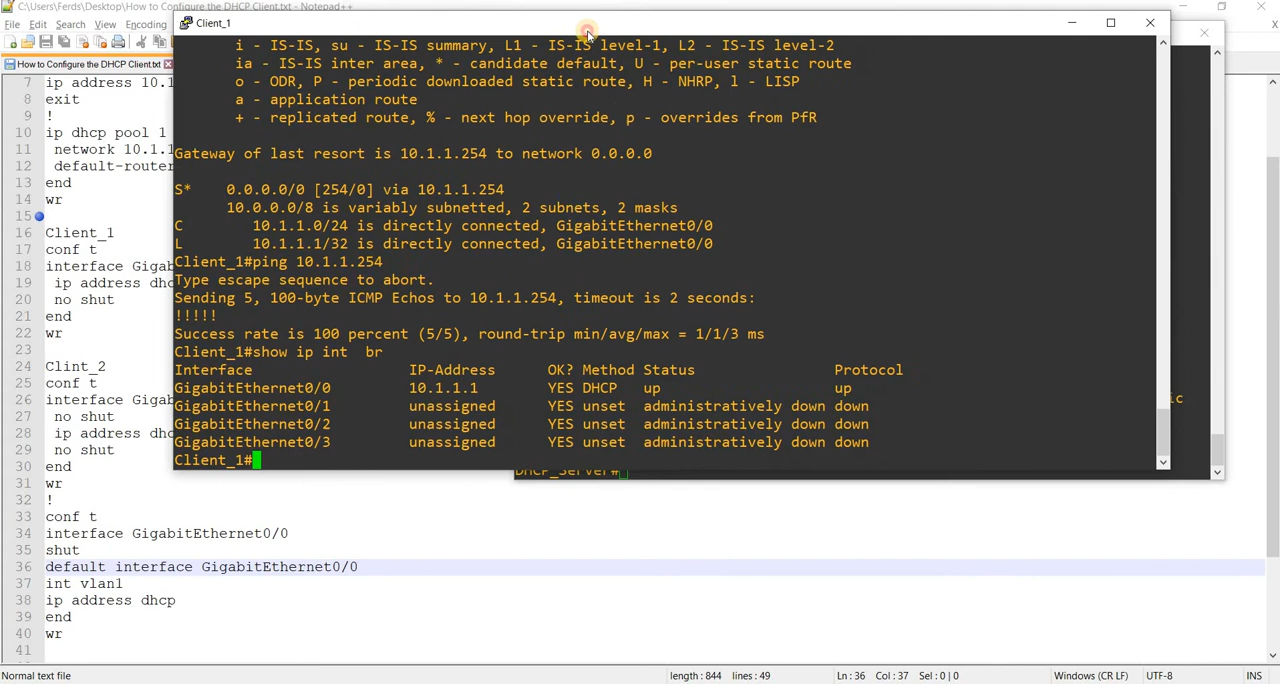 C:\Users\Ferds\Desktop\How to Configure the DHCP Client.txt - Notepad++
File Edit Search View Encoding
How to Configure the DHCP Client.txt
Client_1
i - IS-IS, su - IS-IS summary, L1 - IS-IS level-1, L2 - IS-IS level-2
ia - IS-IS inter area, * - candidate default, U - per-user static route
o - ODR, P - periodic downloaded static route, H - NHRP, l - LISP
a - application route
+ - replicated route, % - next hop override, p - overrides from PfR
Gateway of last resort is 10.1.1.254 to network 0.0.0.0
S* 0.0.0.0/0 [254/0] via 10.1.1.254
10.0.0.0/8 is variably subnetted, 2 subnets, 2 masks
C 10.1.1.0/24 is directly connected, GigabitEthernet0/0
L 10.1.1.1/32 is directly connected, GigabitEthernet0/0
Client_1#ping 10.1.1.254
Type escape sequence to abort.
Sending 5, 100-byte ICMP Echos to 10.1.1.254, timeout is 2 seconds:
!!!!!
Success rate is 100 percent (5/5), round-trip min/avg/max = 1/1/3 ms
Client_1#show ip int  br
Interface IP-Address OK? Method Status Protocol
GigabitEthernet0/0 10.1.1.1 YES DHCP up up
GigabitEthernet0/1 unassigned YES unset administratively down down
GigabitEthernet0/2 unassigned YES unset administratively down down
GigabitEthernet0/3 unassigned YES unset administratively down down
Client_1#
ic
DHCP_Server#
7 ip address 10.1
8 exit
9 !
10 ip dhcp pool 1
11 network 10.1.1
12 default-router
13 end
14 wr
15
16 Client_1
17 conf t
18 interface Gigab
19 ip address dhc
20 no shut
21 end
22 wr
23
24 Clint_2
25 conf t
26 interface Gigab
27 no shut
28 ip address dhc
29 no shut
30 end
31 wr
32 !
33 conf t
34 interface GigabitEthernet0/0
35 shut
36 default interface GigabitEthernet0/0
37 int vlan1
38 ip address dhcp
39 end
40 wr
41
Normal text file length : 844 lines : 49 Ln : 36 Col : 37 Sel : 0 | 0 Windows (CR LF) UTF-8 INS